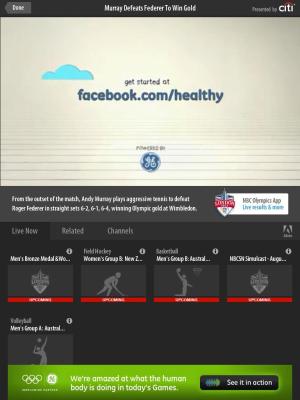 Done
Murray Defeats Federer To Win Gold
Presented by citi
get started at
facebook.com/healthy
POWERED BY
From the outset of the match, Andy Murray plays aggressive tennis to defeat
Roger Federer in straight sets 6-2, 6-1, 6-4, winning Olympic gold at Wimbledon.
NBC Olympics App
Live results & more
Live Now
Related
Channels
Adobe
Men's Bronze Medal & Wo...
Field Hockey
Women's Group B: New Z...
Basketball
Men's Group B: Austral...
NBCSN Simulcast - Augu...
UPCOMING
UPCOMING
UPCOMING
UPCOMING
Volleyball
Men's Group A: Austral...
We're amazed at what the human
body is doing in today's Games.
See it in action